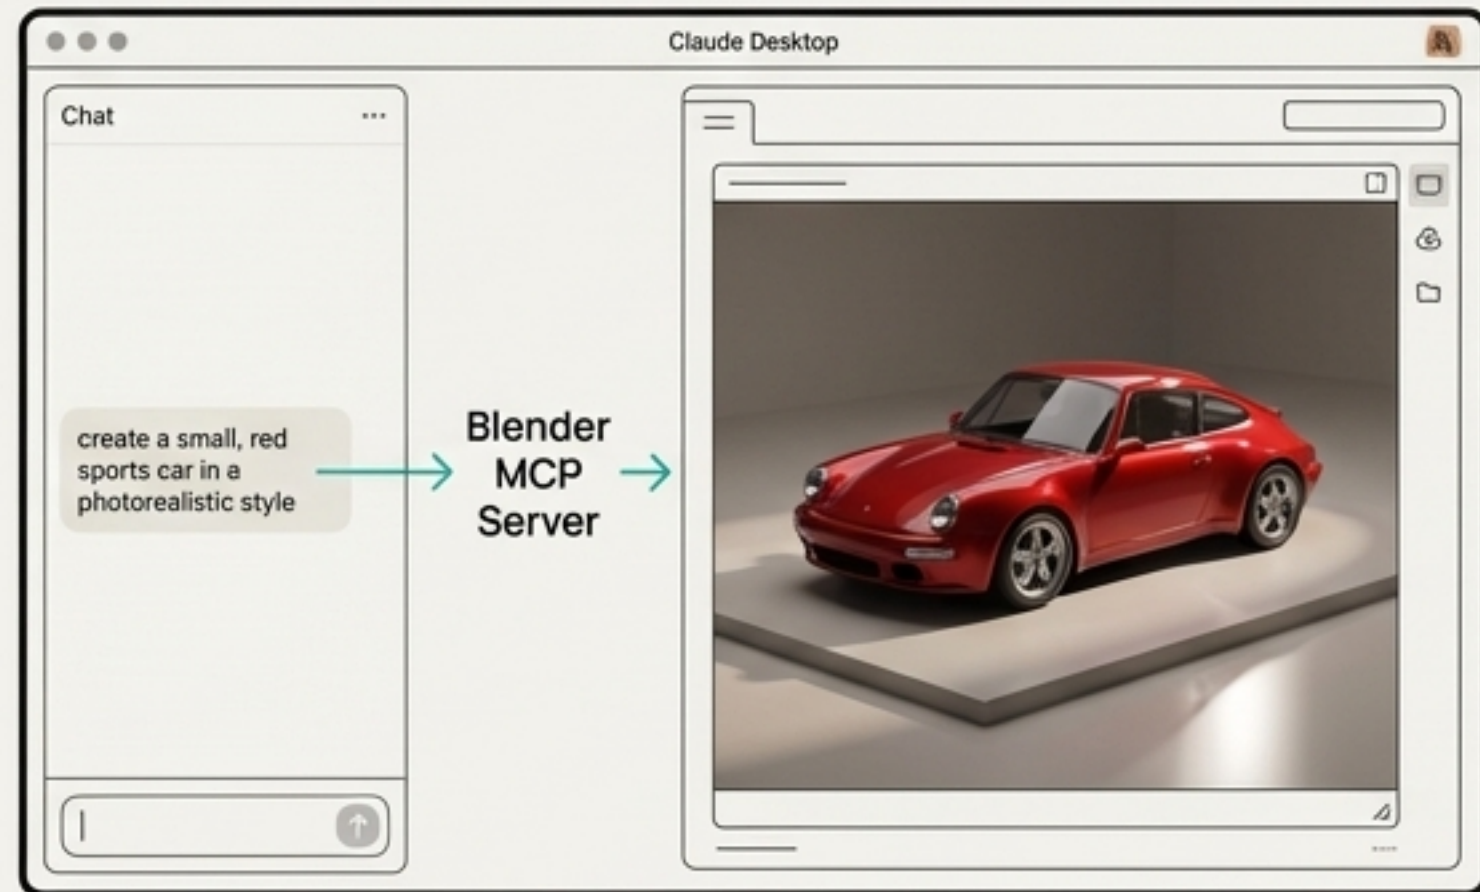 Claude Desktop
Chat
create a small, red
sports car in a
photorealistic style
Blender
MCP
Server